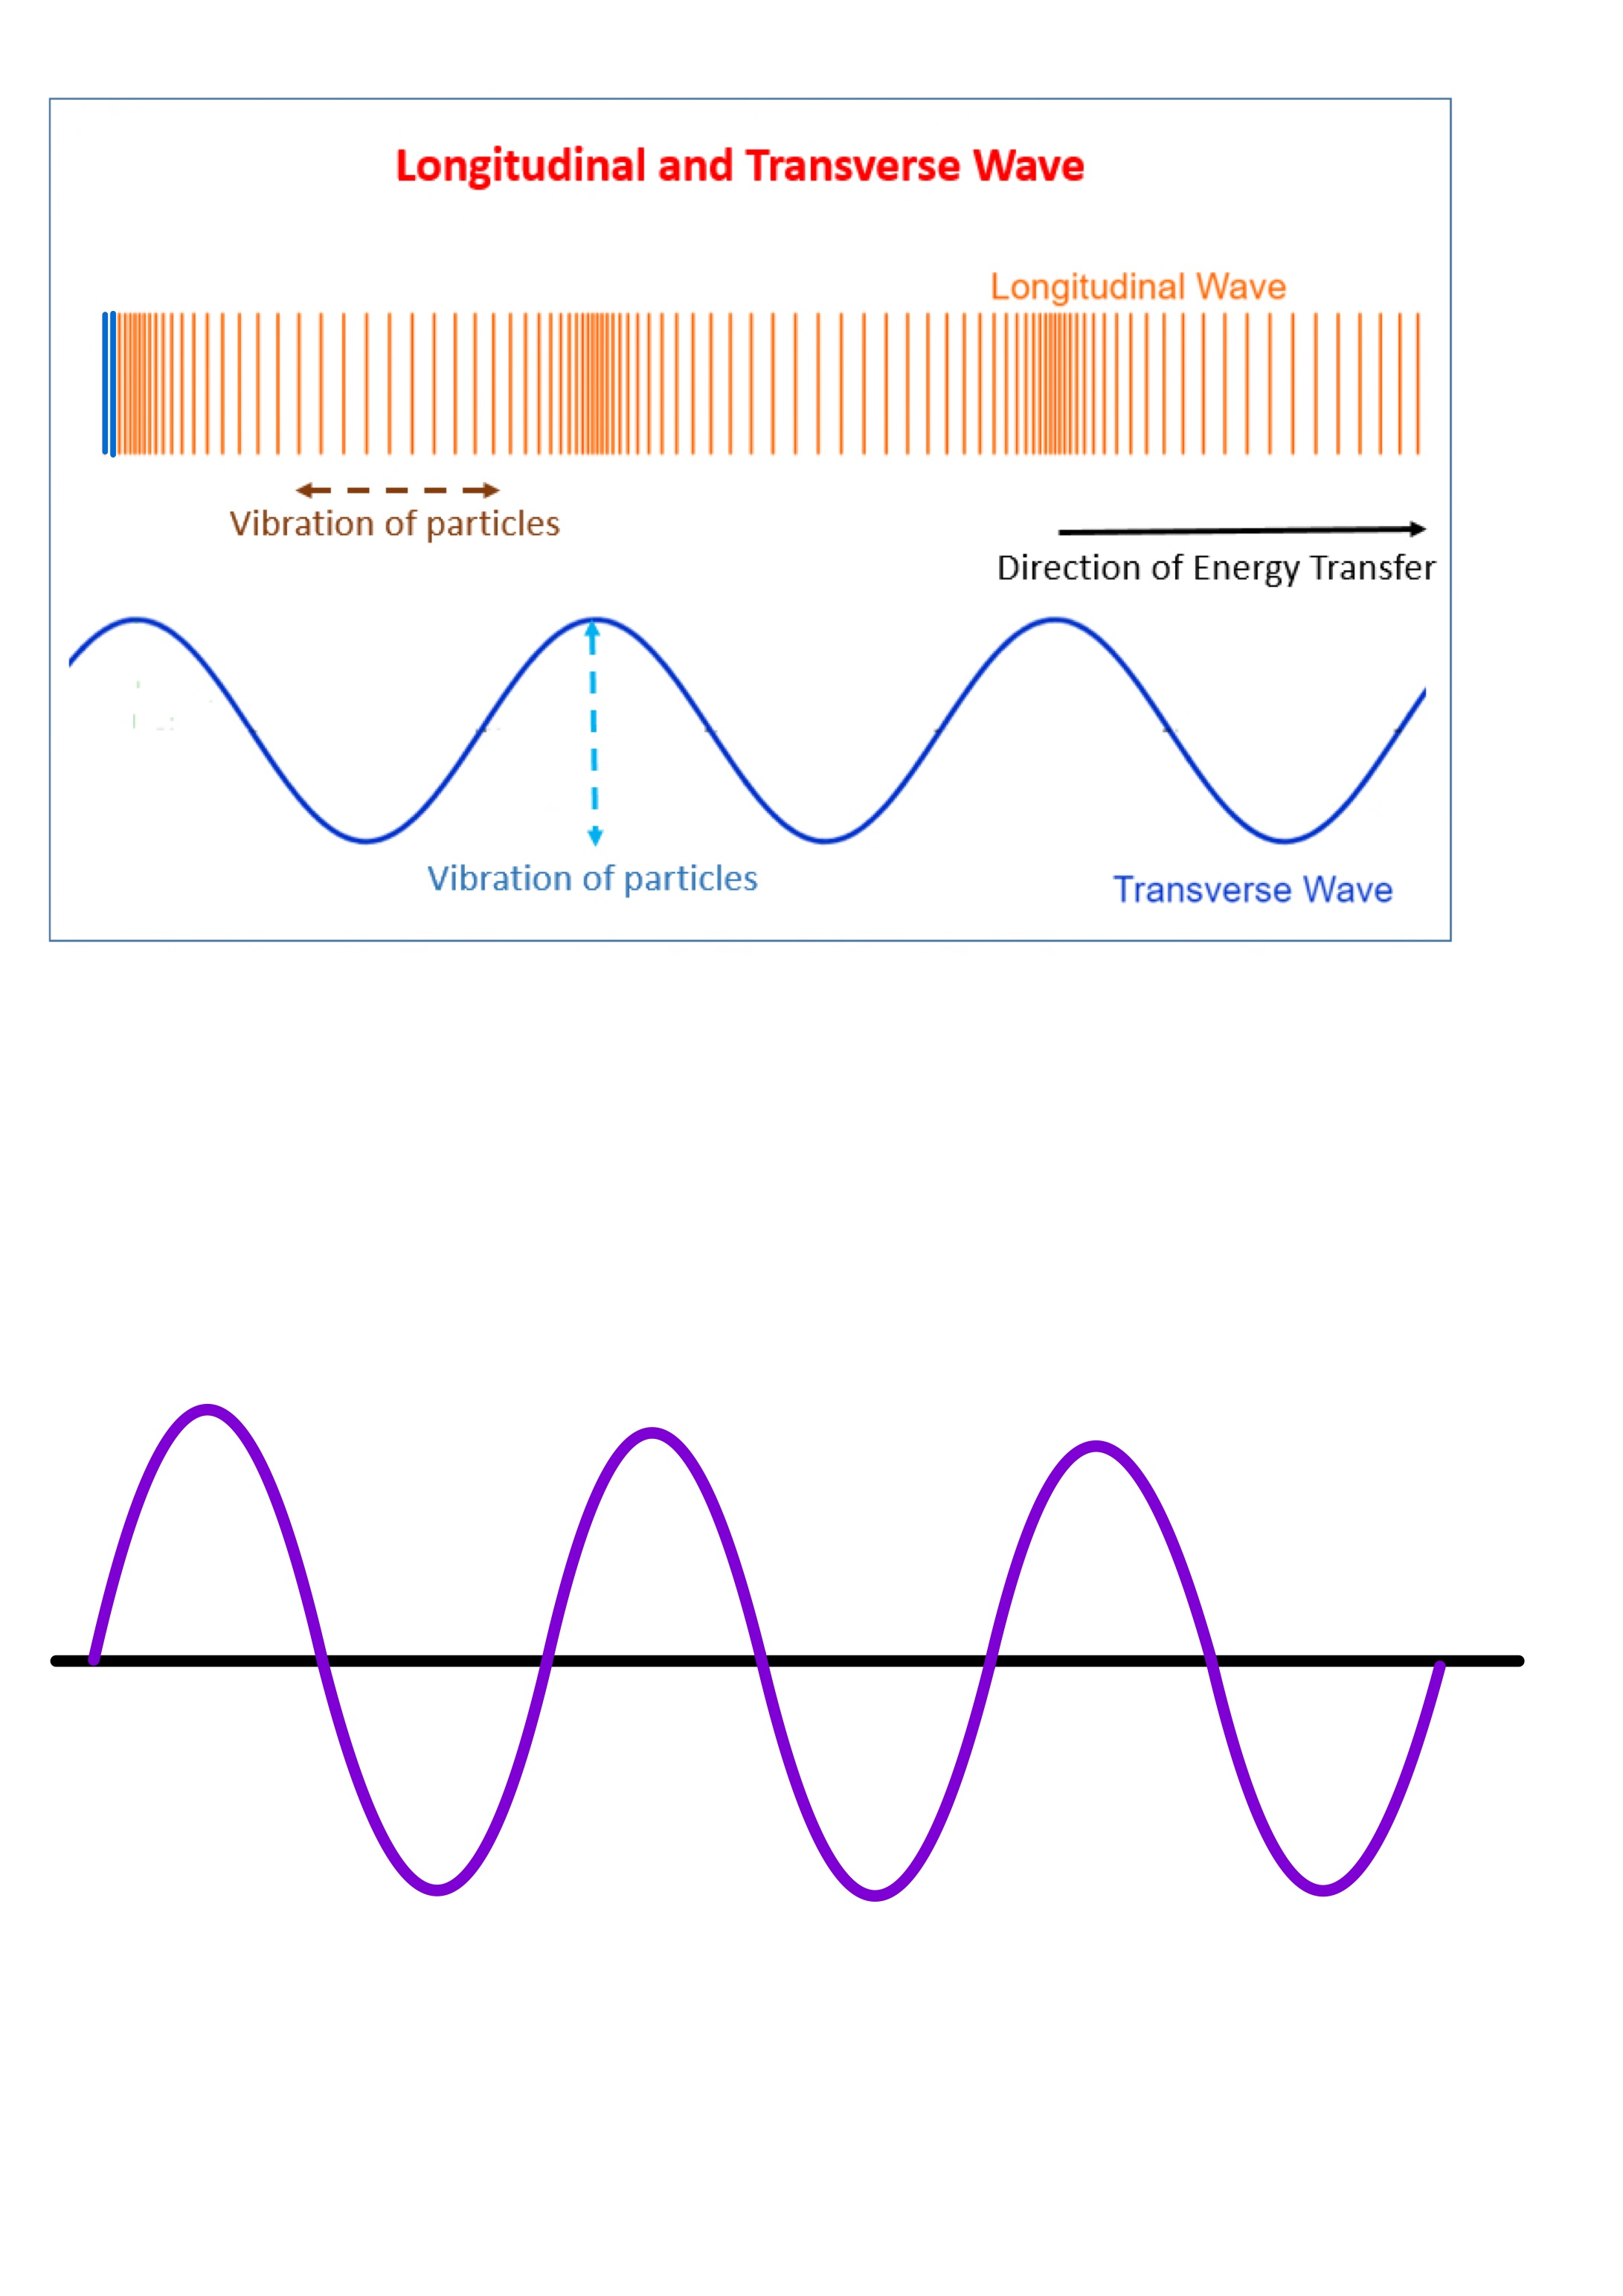 Longitudinal and Transverse Wave
Longitudinal Wave
Vibration of particles
Direction of Energy Transfer
Vibration of particles
Transverse Wave